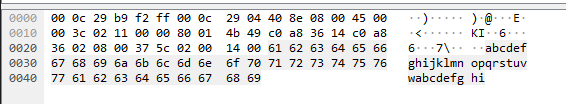 0000 00 0c 29 b9 f2 ff 00 0c 29 04 40 8e 08 00 45 00 ··)····· )·@···E·
0010 00 3c 02 11 00 00 80 01 4b 49 c0 a8 36 14 c0 a8 ·<······ KI··6···
0020 36 02 08 00 37 5c 02 00 14 00 61 62 63 64 65 66 6···7\·· ··abcdef
0030 67 68 69 6a 6b 6c 6d 6e 6f 70 71 72 73 74 75 76 ghijklmn opqrstuv
0040 77 61 62 63 64 65 66 67 68 69 wabcdefg hi